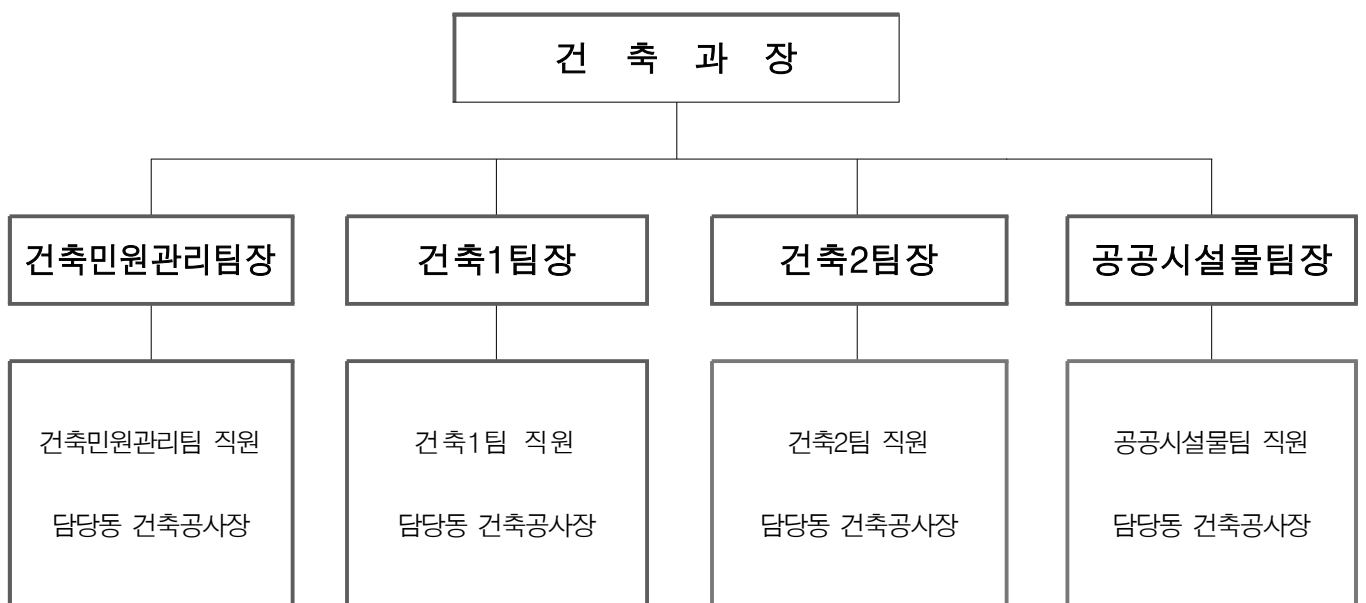 건 축 과 장
건축민원관리팀장
건축1팀장
건축2팀장
공공시설물팀장
건축민원관리팀 직원
담당동 건축공사장
건축1팀 직원
담당동 건축공사장
건축2팀 직원
담당동 건축공사장
공공시설물팀 직원
담당동 건축공사장